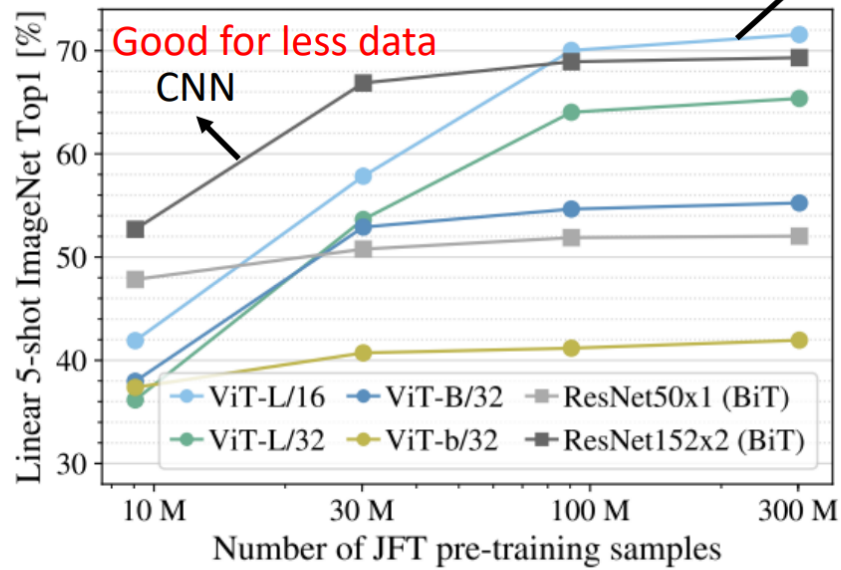 Good for less data
CNN
Linear 5-shot ImageNet Top1 [%]
70
60
50
40
30
ViT-L/16 ViT-B/32 ResNet50x1 (BiT)
ViT-L/32 ViT-b/32 ResNet152x2 (BiT)
10 M 30 M 100 M 300 M
Number of JFT pre-training samples